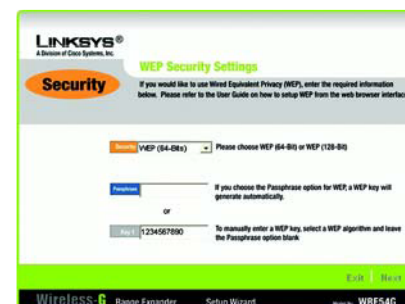 LINKSYS®
A Division of Cisco Systems, Inc.
WEP Security Settings
Security
If you would like to use Wired Equivalent Privacy (WEP), enter the required information
below. Please refer to the User Guide on how to setup WEP from the web browser interface
Security WEP (64-Bits) Please choose WEP (64-Bit) or WEP (128-Bit)
Passphrase If you choose the Passphrase option for WEP, a WEP key will
generate automatically.
or
Key 1 1234567890 To manually enter a WEP key, select a WEP algorithm and leave
the Passphrase option blank
Exit Next
Wireless-G Range Expander Setup Wizard WRE54G